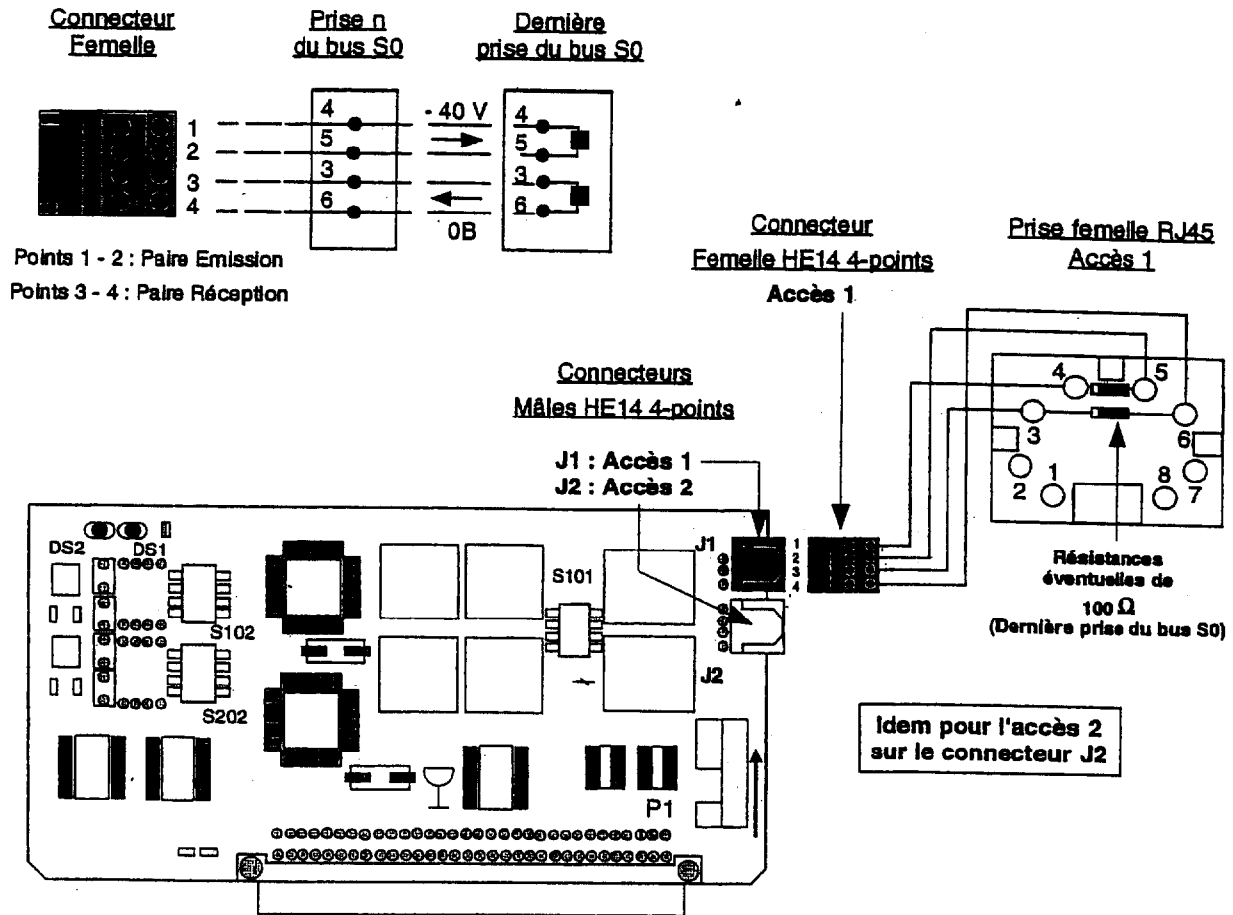 Connecteur
Femelle
Prise n
du bus S0
Dernière
prise du bus S0
4
5
3
6
- 40 V
0B
4
5
3
6
1
2
3
4
Points 1 - 2 : Paire Emission
Points 3 - 4 : Paire Réception
Connecteur
Femelle HE14 4-points
Accès 1
Prise femelle RJ45
Accès 1
Connecteurs
Mâles HE14 4-points
J1 : Accès 1
J2 : Accès 2
4
5
3
6
2
1
8
7
Résistances
éventuelles de
100 Ω
(Dernière prise du bus S0)
J1
1
2
3
4
J2
DS2
DS1
S102
S202
S101
P1
Idem pour l'accès 2
sur le connecteur J2